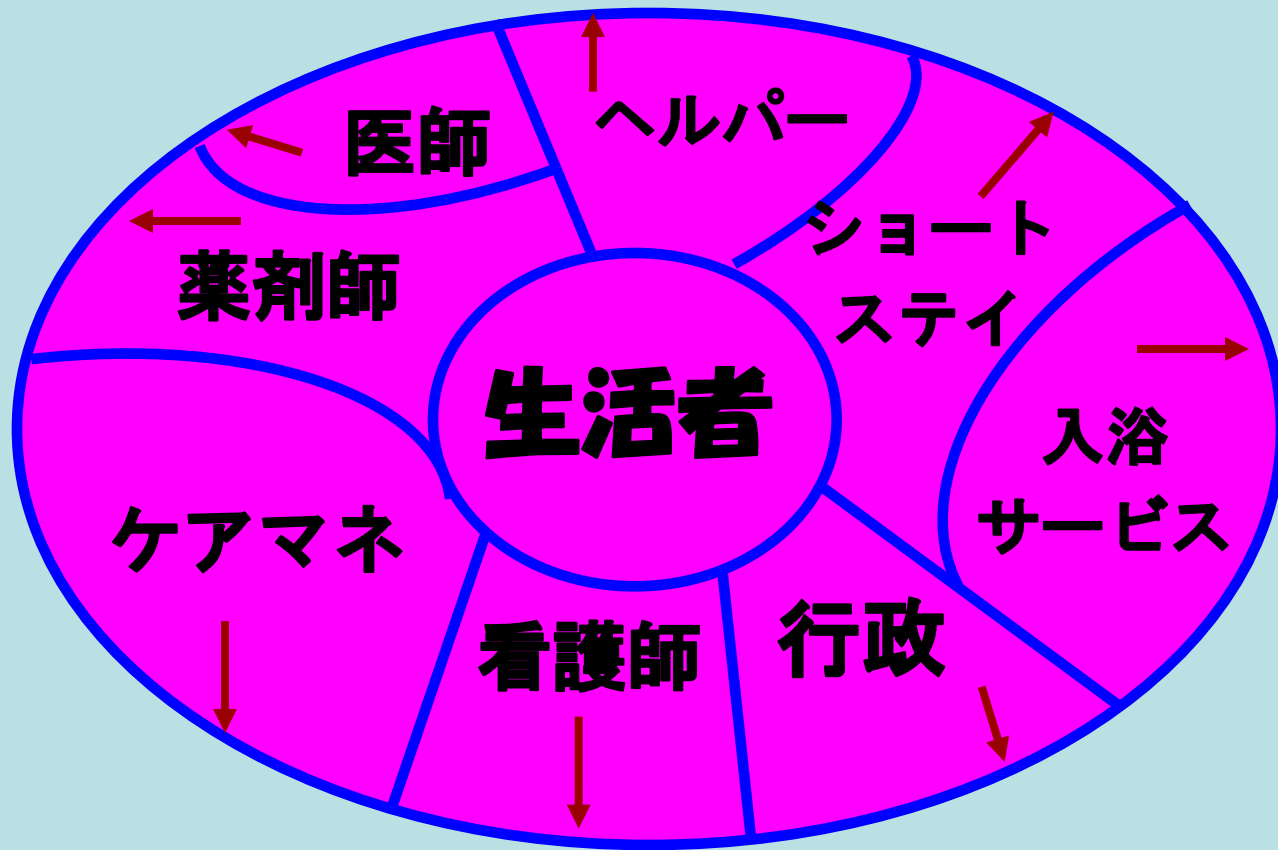 ヘルパー
医師
ショート
ステイ
薬剤師
生活者
入浴
サービス
ケアマネ
行政
看護師